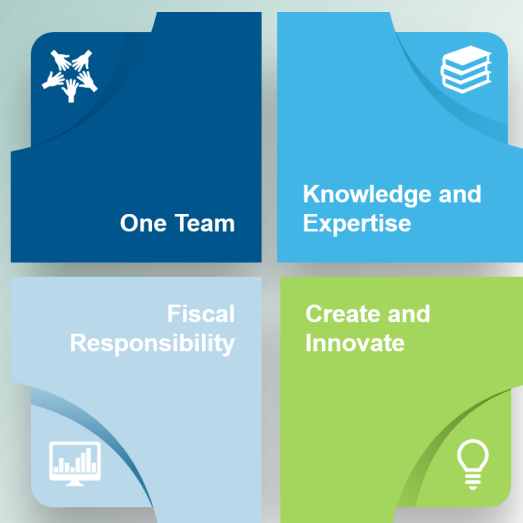 One Team
Knowledge and
Expertise
Fiscal
Responsibility
Create and
Innovate